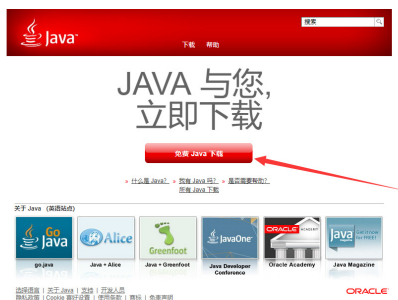 搜索
Java
下载 帮助
JAVA 与您,
立即下载
免费 Java 下载
» 什么是 Java? » 我有 Java 吗? » 是否需要帮助?
所有 Java 下载
关于 Java (英语站点)
Go Java
Alice
Greenfoot
JavaOne
ORACLE ACADEMY
Java magazine
go.java
Java + Alice
Java + Greenfoot
Java Developer Conference
Oracle Academy
Java Magazine
选择语言 | 关于 Java | 支持 | 开发人员
隐私政策 | Cookie 喜好设置 | 使用条款 | 商标 | 免责声明
ORACLE